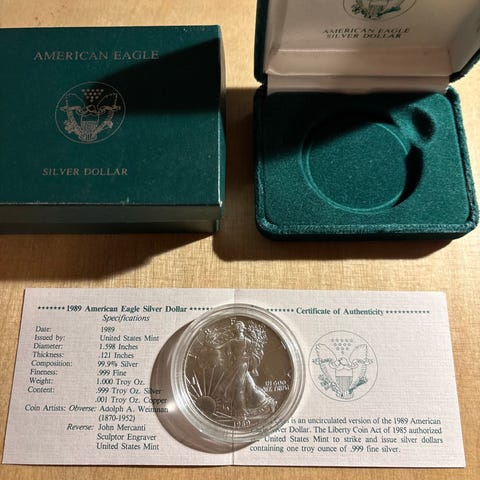 AMERICAN EAGLE
SILVER DOLLAR
AMERICAN EAGLE
SILVER DOLLAR
******* 1989 American Eagle Silver Dollar *******
Specifications
Date: 1989
Issued by: United States Mint
Diameter: 1.598 Inches
Thickness: .121 Inches
Composition: 99.9% Silver
Fineness: .999 Fine
Weight: 1.000 Troy Oz.
Content: .999 Troy Oz. Silver
.001 Troy Oz. Copper
Coin Artists: Obverse: Adolph A. Weinman
(1870-1952)
Reverse: John Mercanti
Sculptor Engraver
United States Mint
IN GOD
WE TRUST
1989
Certificate of Authenticity
is an uncirculated version of the 1989 American
Silver Dollar. The Liberty Coin Act of 1985 authorized
United States Mint to strike and issue silver dollars
containing one troy ounce of .999 fine silver.